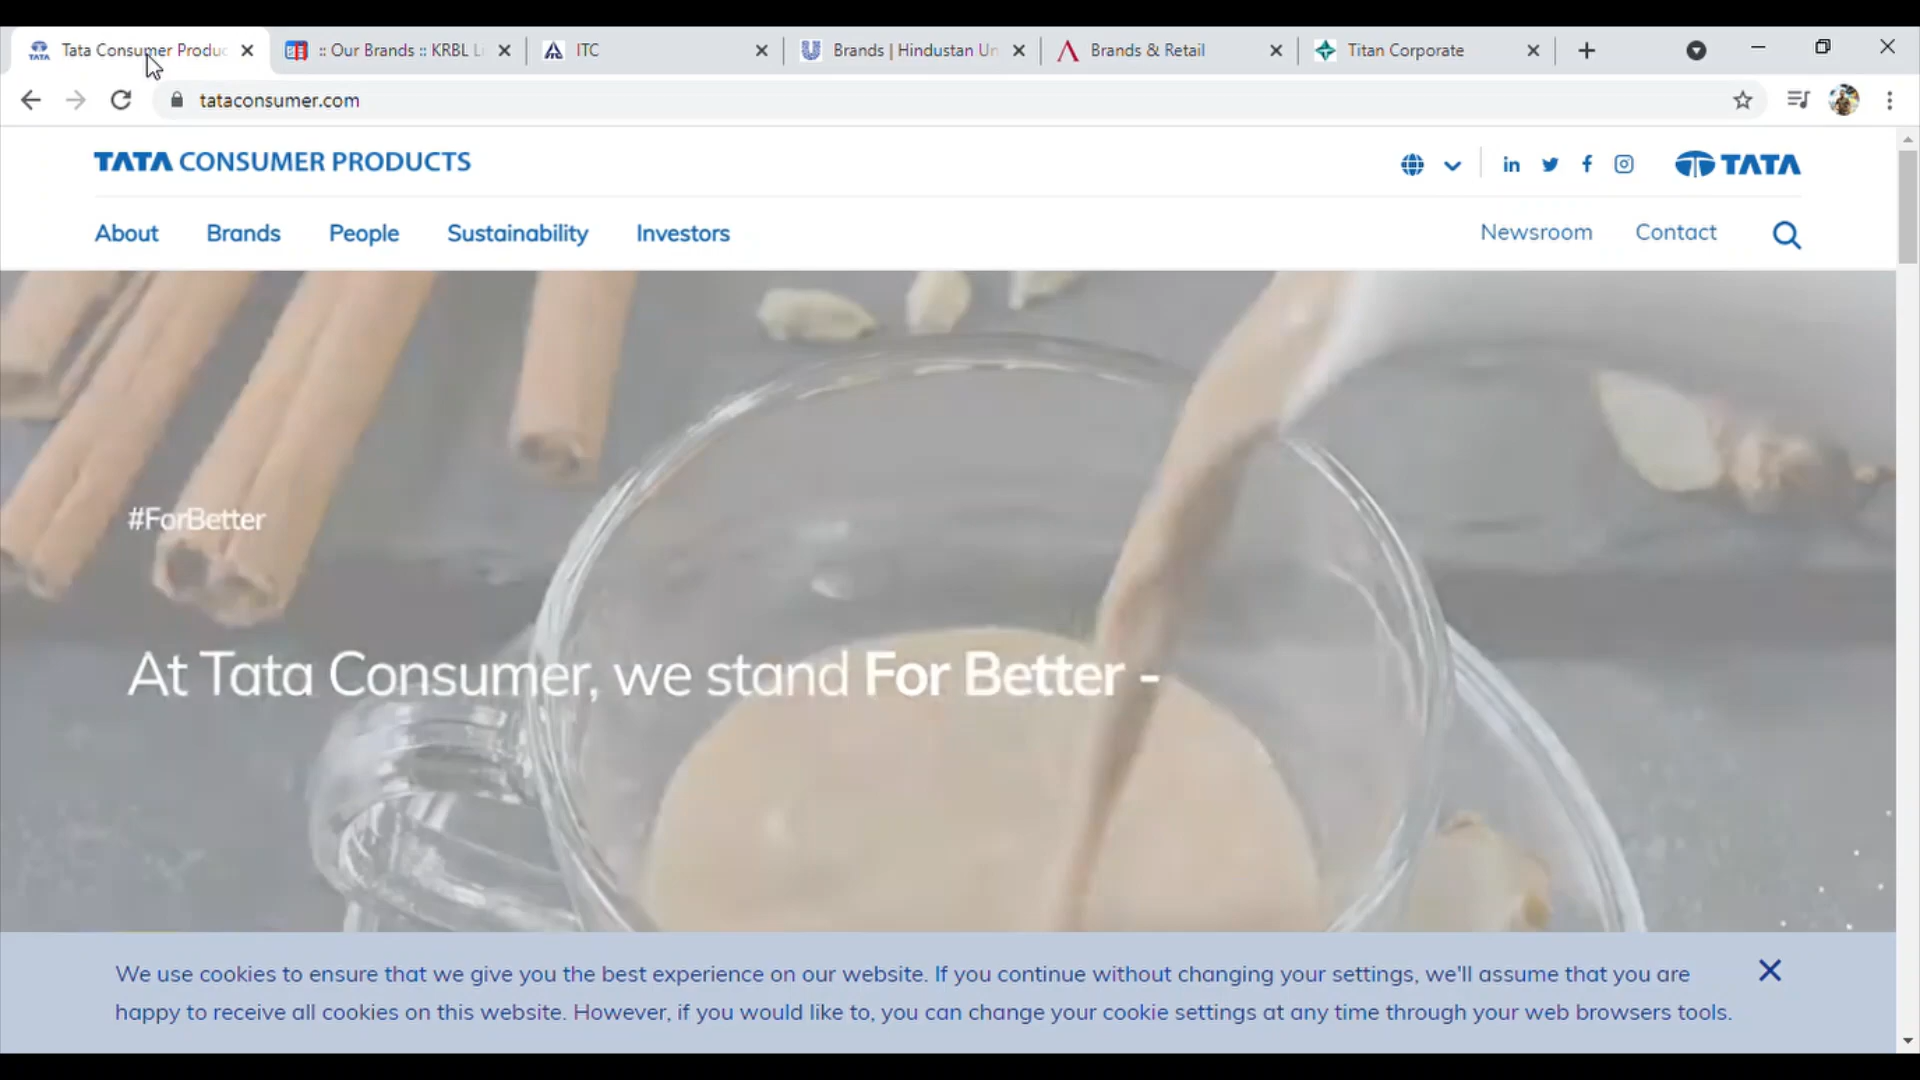 TATA
Tata Consumer Produc
:: Our Brands :: KRBL Li
ITC
Brands | Hindustan Un
Brands & Retail
Titan Corporate
tataconsumer.com
TATA CONSUMER PRODUCTS
TATA
About
Brands
People
Sustainability
Investors
Newsroom
Contact
#ForBetter
At Tata Consumer, we stand For Better -
We use cookies to ensure that we give you the best experience on our website. If you continue without changing your settings, we'll assume that you are
happy to receive all cookies on this website. However, if you would like to, you can change your cookie settings at any time through your web browsers tools.